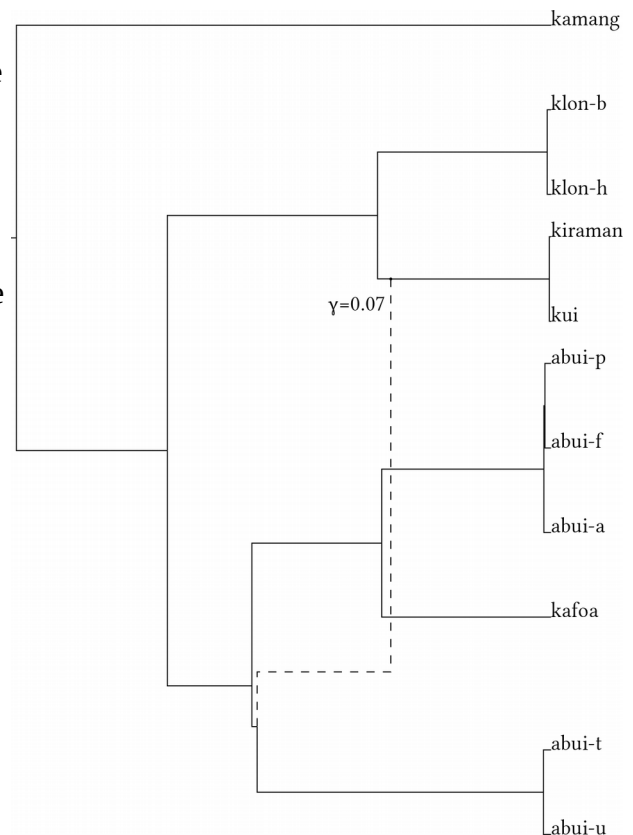 kamang
e
klon-b
klon-h
kiraman
e
γ=0.07
kui
abui-p
abui-f
abui-a
kafoa
abui-t
abui-u